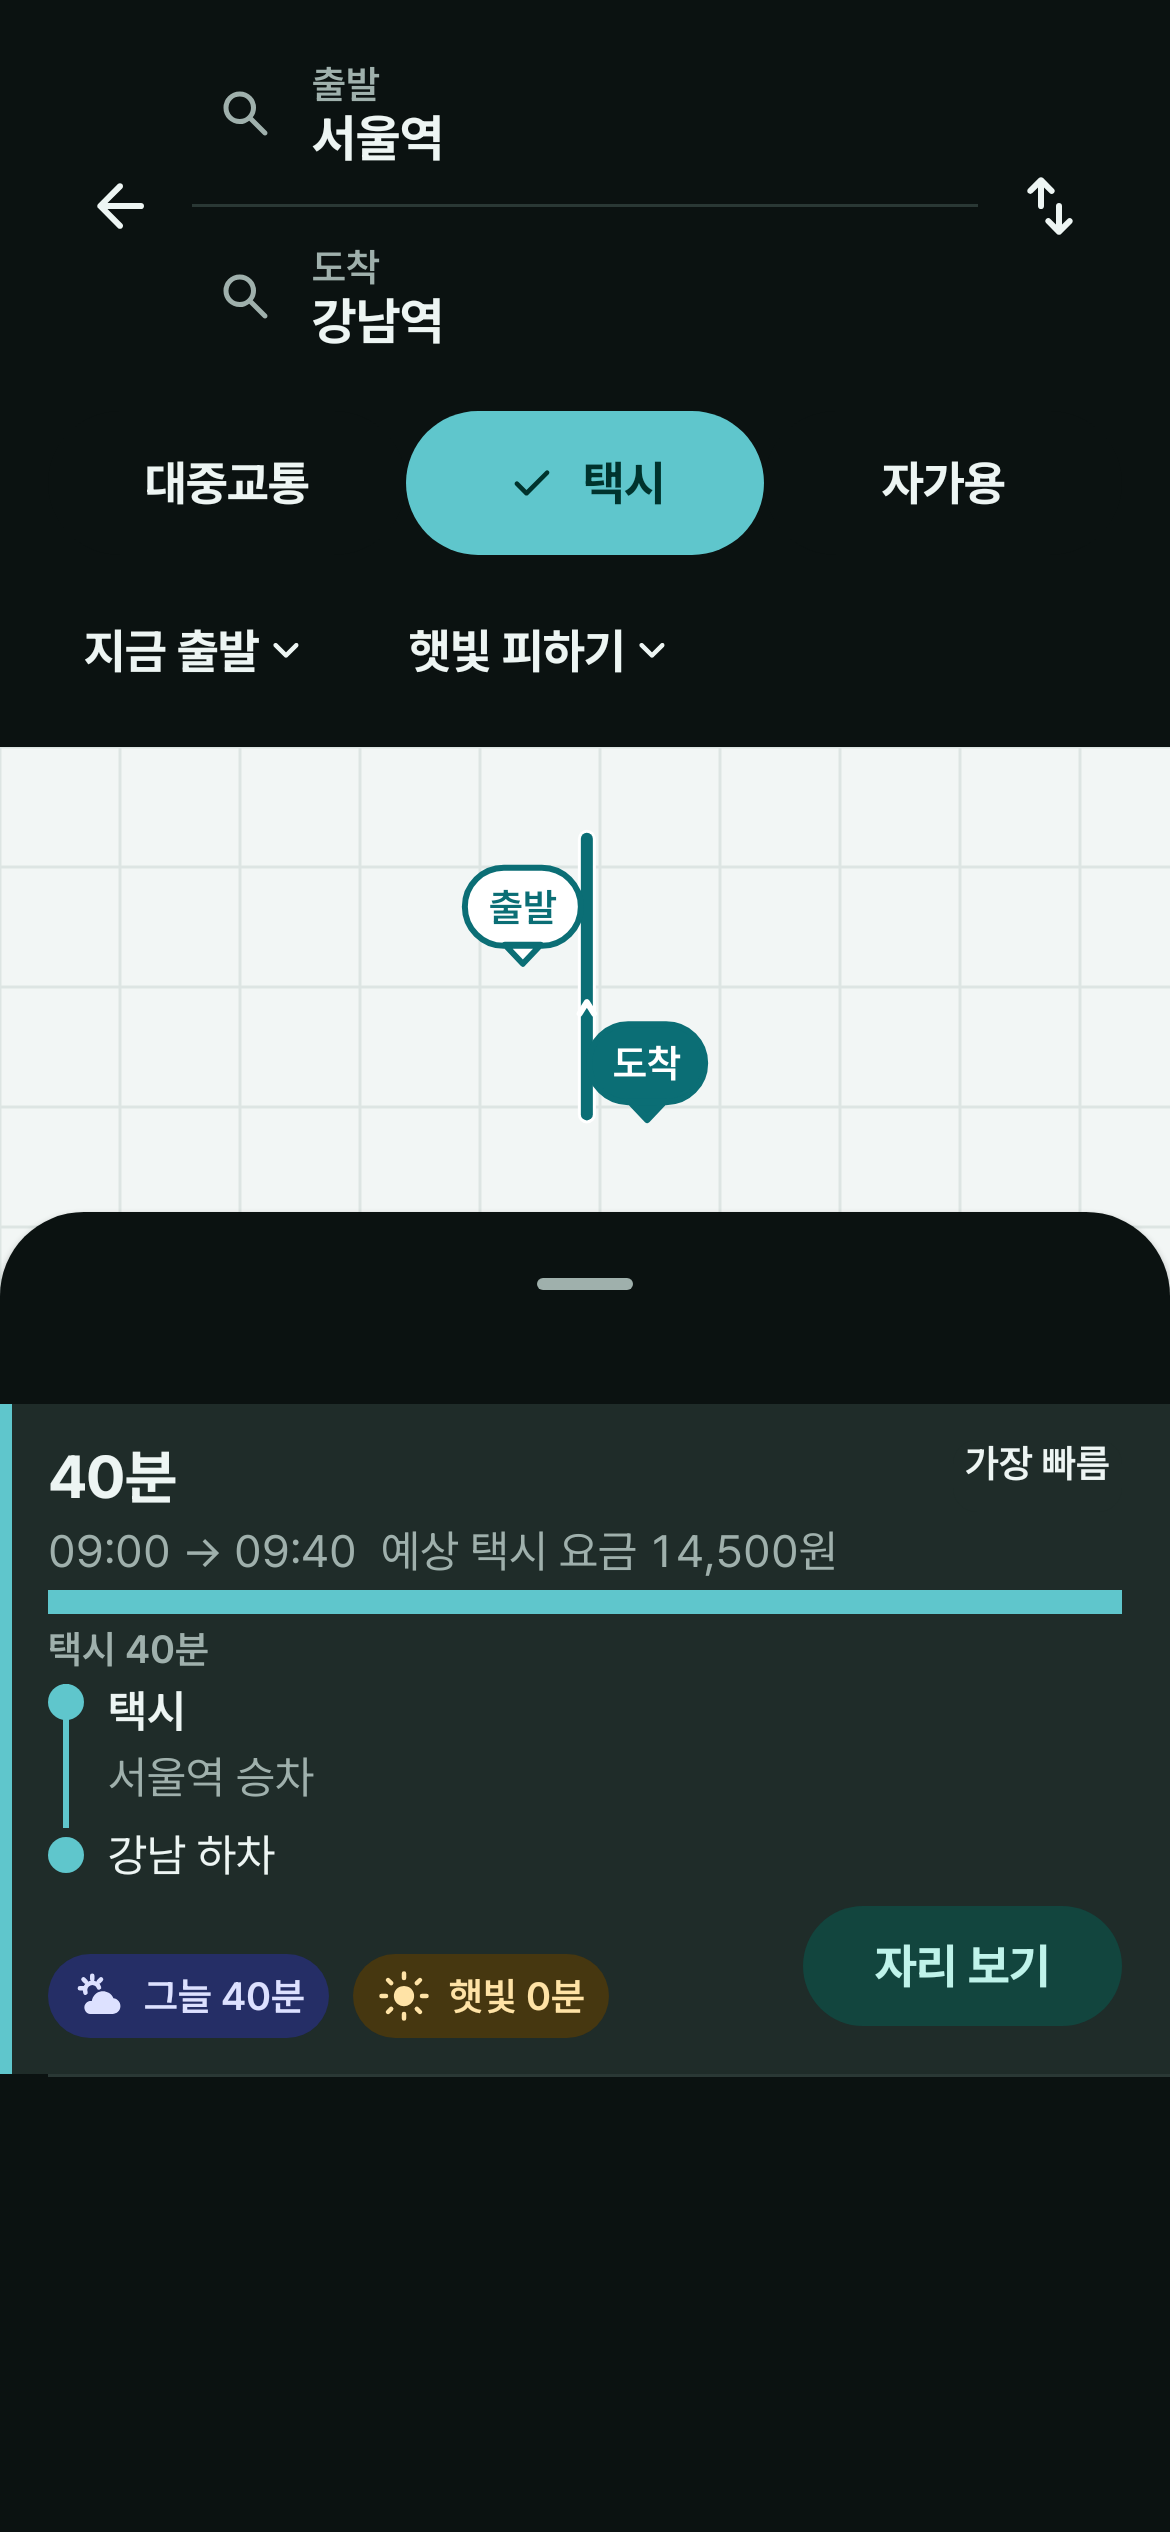 출발
서울역
도착
강남역
대중교통
택시
자가용
지금 출발
햇빛 피하기
출발
도착
40분
가장 빠름
09:00 → 09:40 예상 택시 요금 14,500원
택시 40분
택시
서울역 승차
강남 하차
그늘 40분
햇빛 0분
자리 보기